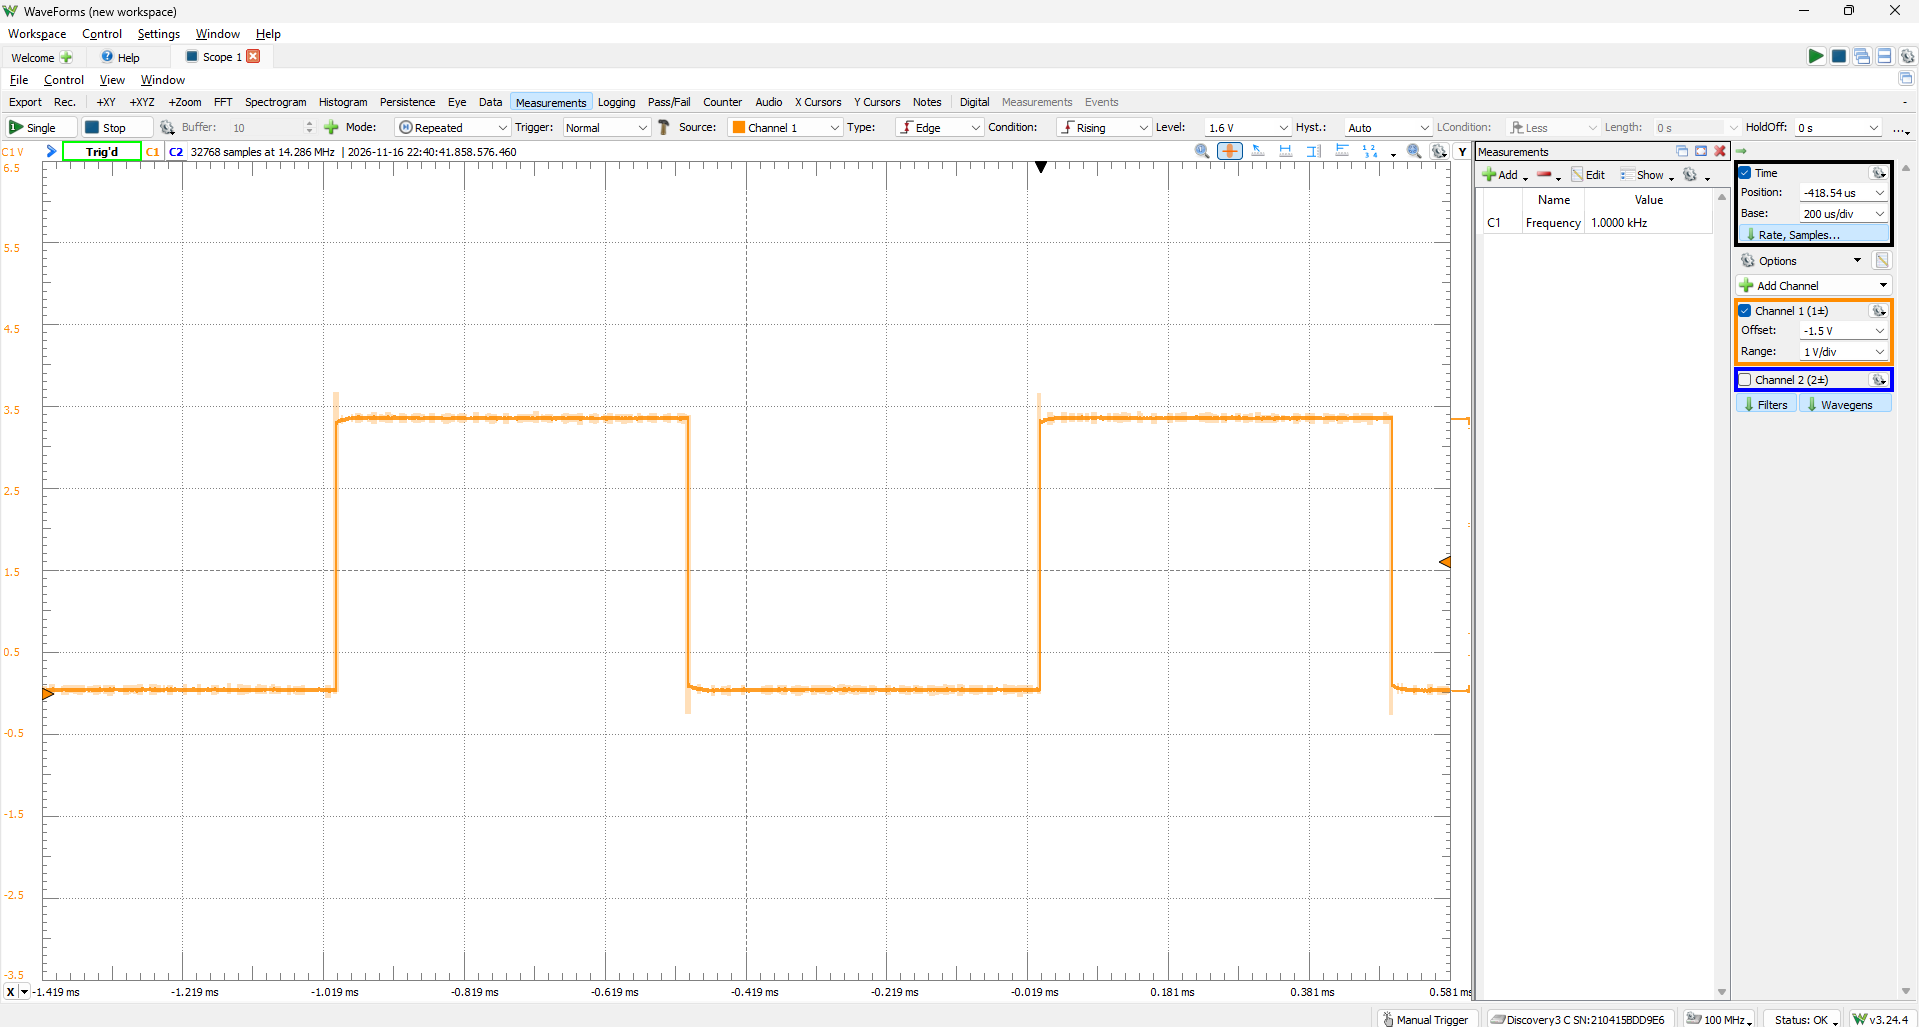 WaveForms (new workspace)
Workspace Control Settings Window Help
Welcome Help Scope 1
File Control View Window
Export Rec. +XY +XYZ +Zoom FFT Spectrogram Histogram Persistence Eye Data Measurements Logging Pass/Fail Counter Audio X Cursors Y Cursors Notes Digital Measurements Events
Single Stop Buffer: 10 Mode: Repeated Trigger: Normal Source: Channel 1 Type: Edge Condition: Rising Level: 1.6 V Hyst.: Auto LCondition: Less Length: 0 s HoldOff: 0 s ...
C1 V Trig'd C1 C2 32768 samples at 14.286 MHz | 2026-11-16 22:40:41.858.576.460 Y
6.5
5.5
4.5
3.5
2.5
1.5
0.5
-0.5
-1.5
-2.5
-3.5
X -1.419 ms -1.219 ms -1.019 ms -0.819 ms -0.619 ms -0.419 ms -0.219 ms -0.019 ms 0.181 ms 0.381 ms 0.581 ms
Measurements
Add Edit Show
Name Value
C1 Frequency 1.0000 kHz
Time
Position: -418.54 us
Base: 200 us/div
Rate, Samples...
Options
Add Channel
Channel 1 (1±)
Offset: -1.5 V
Range: 1 V/div
Channel 2 (2±)
Filters Wavegens
Manual Trigger Discovery3 C SN:210415BDD9E6 100 MHz Status: OK v3.24.4